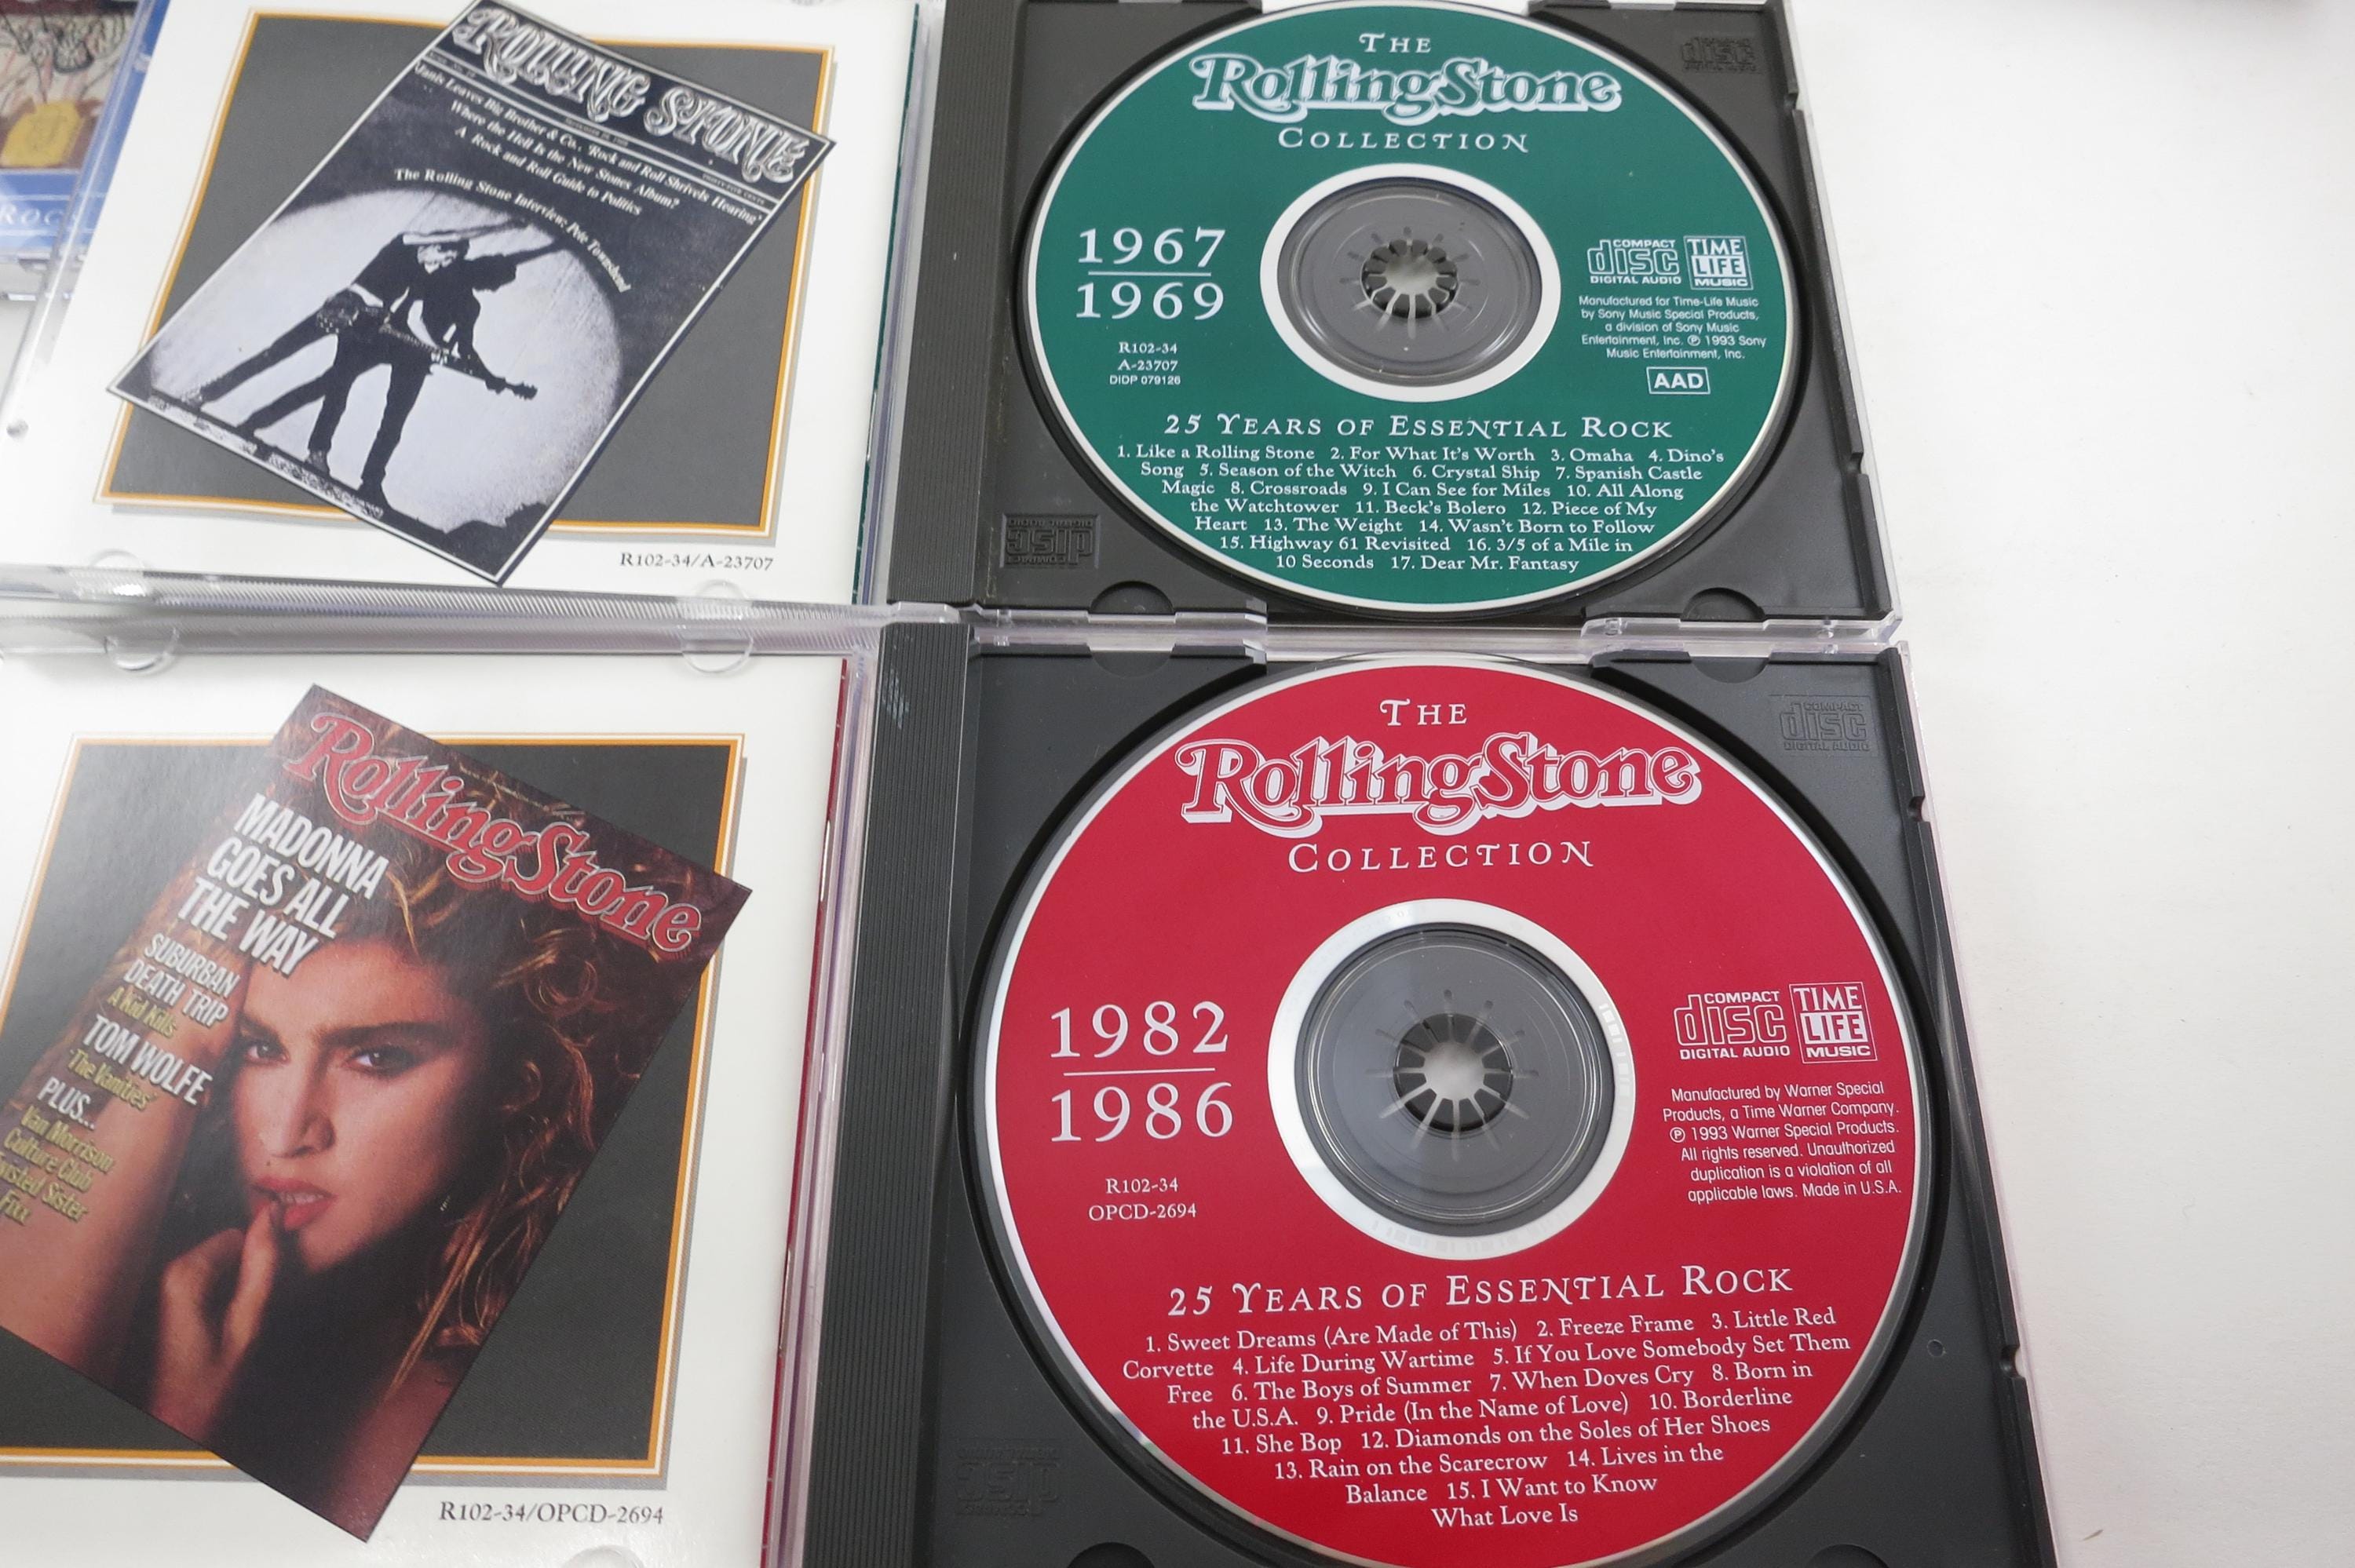 ROLLING STONE
Janis Leaves Big Brother & Co., 'Rock and Roll Shrivels Hearing'
Where the Hell Is the New Stones Album?
A Rock and Roll Guide to Politics
The Rolling Stone Interview: Pete Townshend
R102-34/A-23707
THE
RollingStone
COLLECTION
1967
1969
R102-34
A-23707
DIDP 079126
COMPACT
disc
DIGITAL AUDIO
TIME
LIFE
MUSIC
Manufactured for Time-Life Music
by Sony Music Special Products,
a division of Sony Music
Entertainment, Inc. ℗ 1993 Sony
Music Entertainment, Inc.
AAD
25 YEARS OF ESSENTIAL ROCK
1. Like a Rolling Stone 2. For What It's Worth 3. Omaha 4. Dino's
Song 5. Season of the Witch 6. Crystal Ship 7. Spanish Castle
Magic 8. Crossroads 9. I Can See for Miles 10. All Along
the Watchtower 11. Beck's Bolero 12. Piece of My
Heart 13. The Weight 14. Wasn't Born to Follow
15. Highway 61 Revisited 16. 3/5 of a Mile in
10 Seconds 17. Dear Mr. Fantasy
RollingStone
MADONNA
GOES ALL
THE WAY
SUBURBAN
DEATH TRIP
A Kid Kills
TOM WOLFE
'The Vanities'
PLUS...
Van Morrison
Culture Club
Sister
R102-34/OPCD-2694
COMPACT
disc
DIGITAL AUDIO
THE
RollingStone
COLLECTION
1982
1986
R102-34
OPCD-2694
COMPACT
disc
DIGITAL AUDIO
TIME
LIFE
MUSIC
Manufactured by Warner Special
Products, a Time Warner Company.
℗ 1993 Warner Special Products.
All rights reserved. Unauthorized
duplication is a violation of all
applicable laws. Made in U.S.A.
25 YEARS OF ESSENTIAL ROCK
1. Sweet Dreams (Are Made of This) 2. Freeze Frame 3. Little Red
Corvette 4. Life During Wartime 5. If You Love Somebody Set Them
Free 6. The Boys of Summer 7. When Doves Cry 8. Born in
the U.S.A. 9. Pride (In the Name of Love) 10. Borderline
11. She Bop 12. Diamonds on the Soles of Her Shoes
13. Rain on the Scarecrow 14. Lives in the
Balance 15. I Want to Know
What Love Is